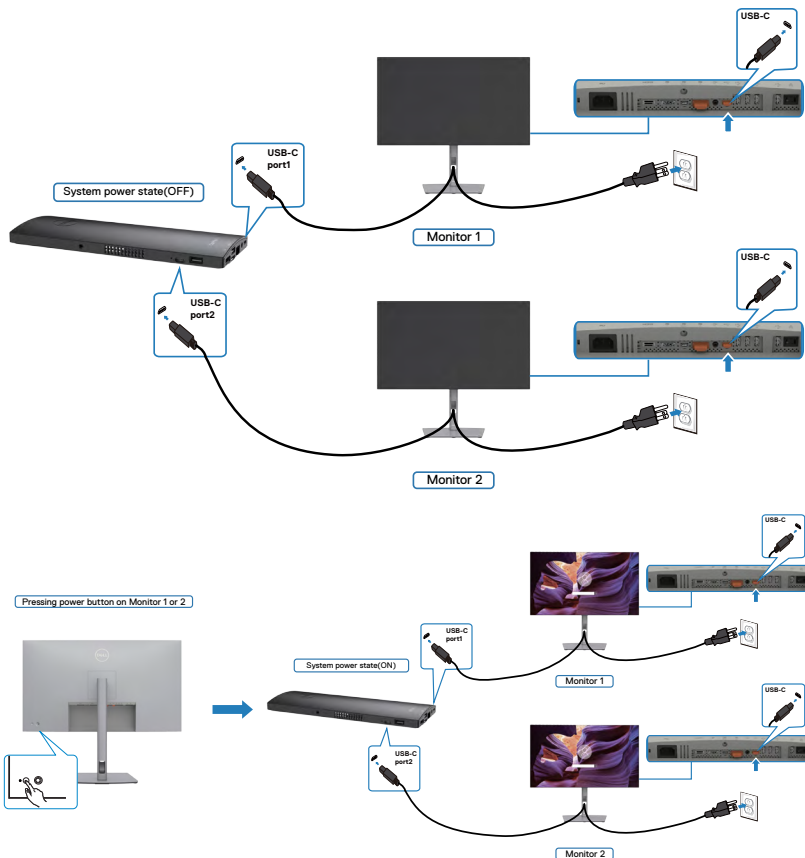 USB-C
USB-C
port1
System power state(OFF)
Monitor 1
USB-C
USB-C
port2
Monitor 2
USB-C
Pressing power button on Monitor 1 or 2
USB-C
port1
System power state(ON)
Monitor 1
USB-C
USB-C
port2
Monitor 2
DELL